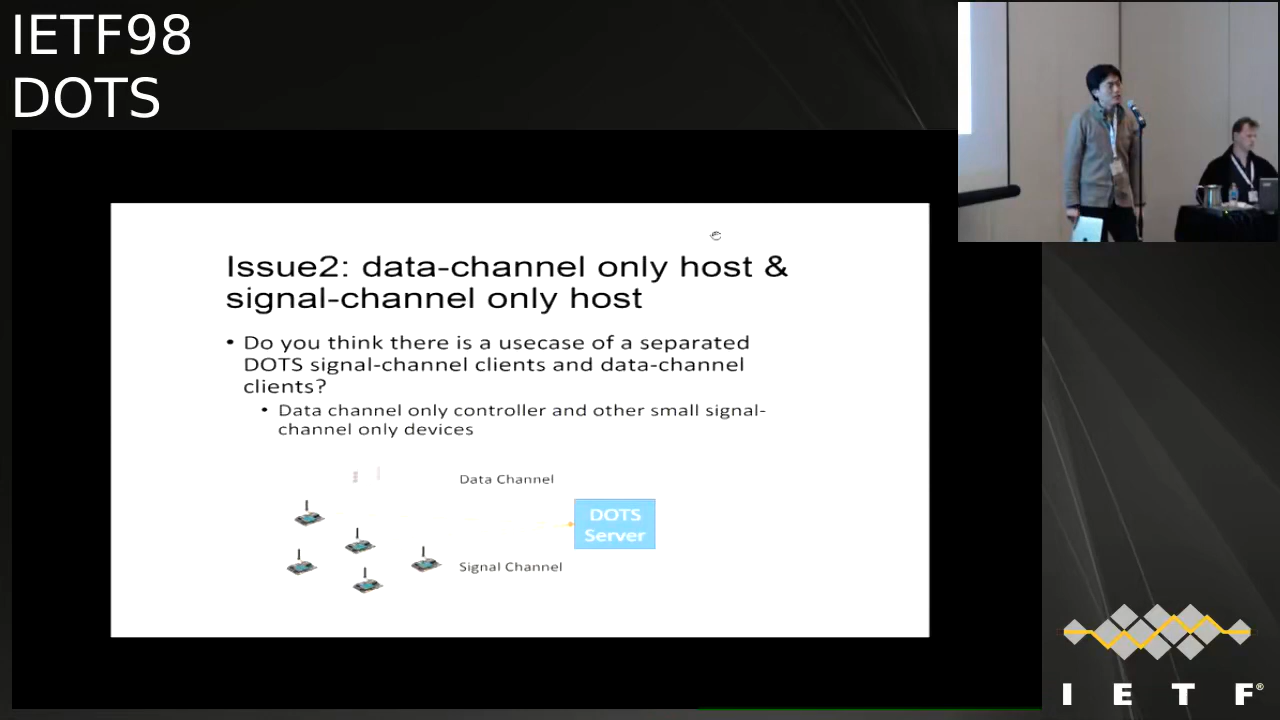 IETF98
DOTS
Issue2: data-channel only host &
signal-channel only host
• Do you think there is a usecase of a separated
DOTS signal-channel clients and data-channel
clients?
• Data channel only controller and other small signal-
channel only devices
Data Channel
DOTS
Server
Signal Channel
I E T F®